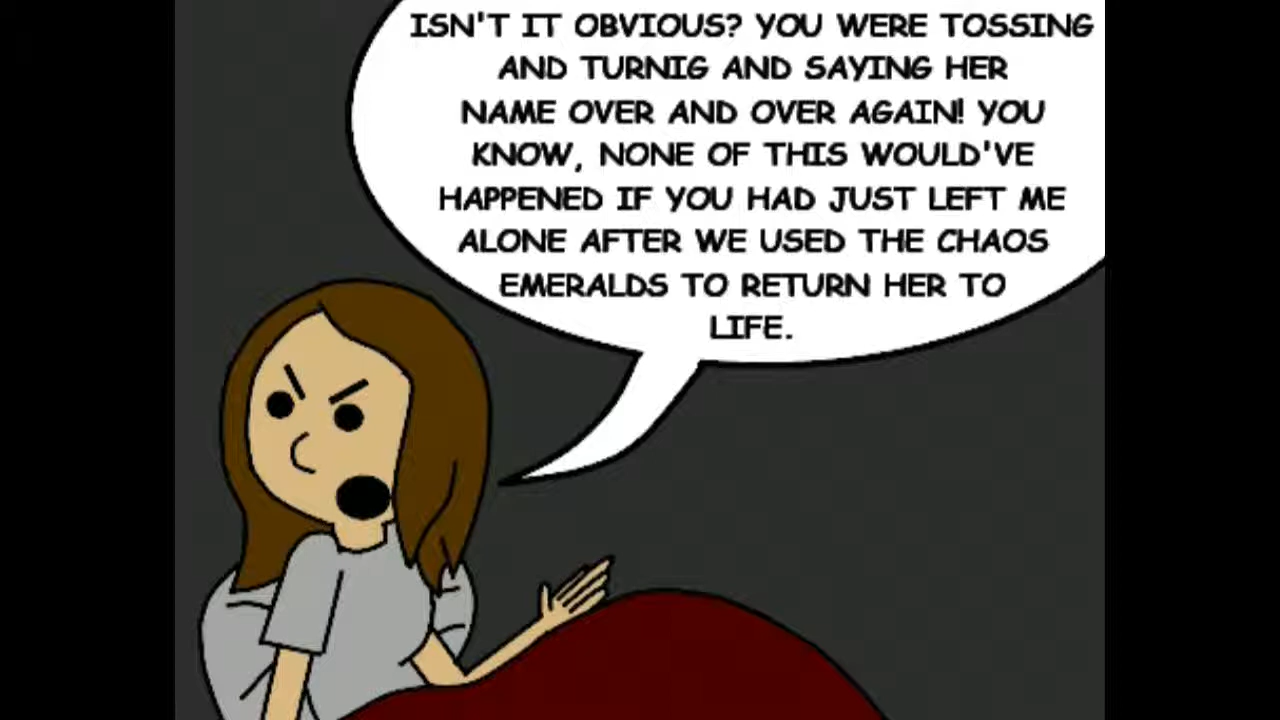 ISN'T IT OBVIOUS? YOU WERE TOSSING
AND TURNIG AND SAYING HER
NAME OVER AND OVER AGAIN! YOU
KNOW, NONE OF THIS WOULD'VE
HAPPENED IF YOU HAD JUST LEFT ME
ALONE AFTER WE USED THE CHAOS
EMERALDS TO RETURN HER TO
LIFE.